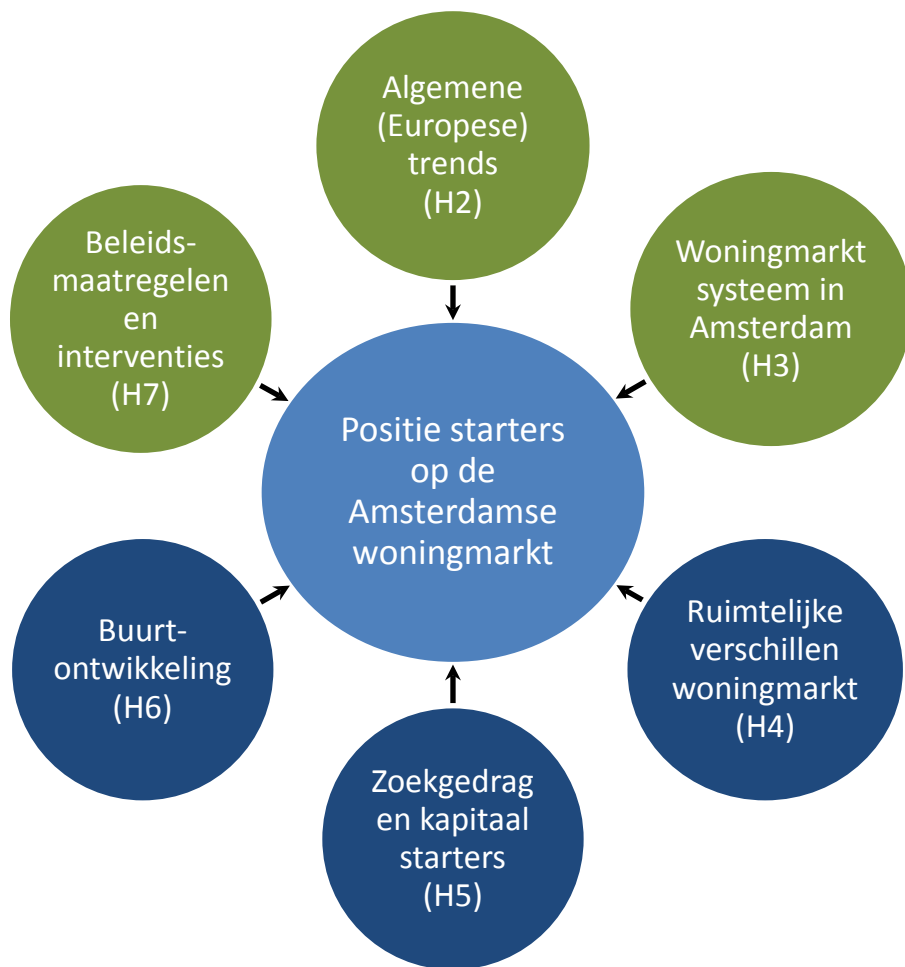 Algemene
(Europese)
trends
(H2)
Beleids-
maatregelen
en
interventies
(H7)
Woningmarkt
systeem in
Amsterdam
(H3)
Positie starters
op de
Amsterdamse
woningmarkt
Buurt-
ontwikkeling
(H6)
Ruimtelijke
verschillen
woningmarkt
(H4)
Zoekgedrag
en kapitaal
starters
(H5)